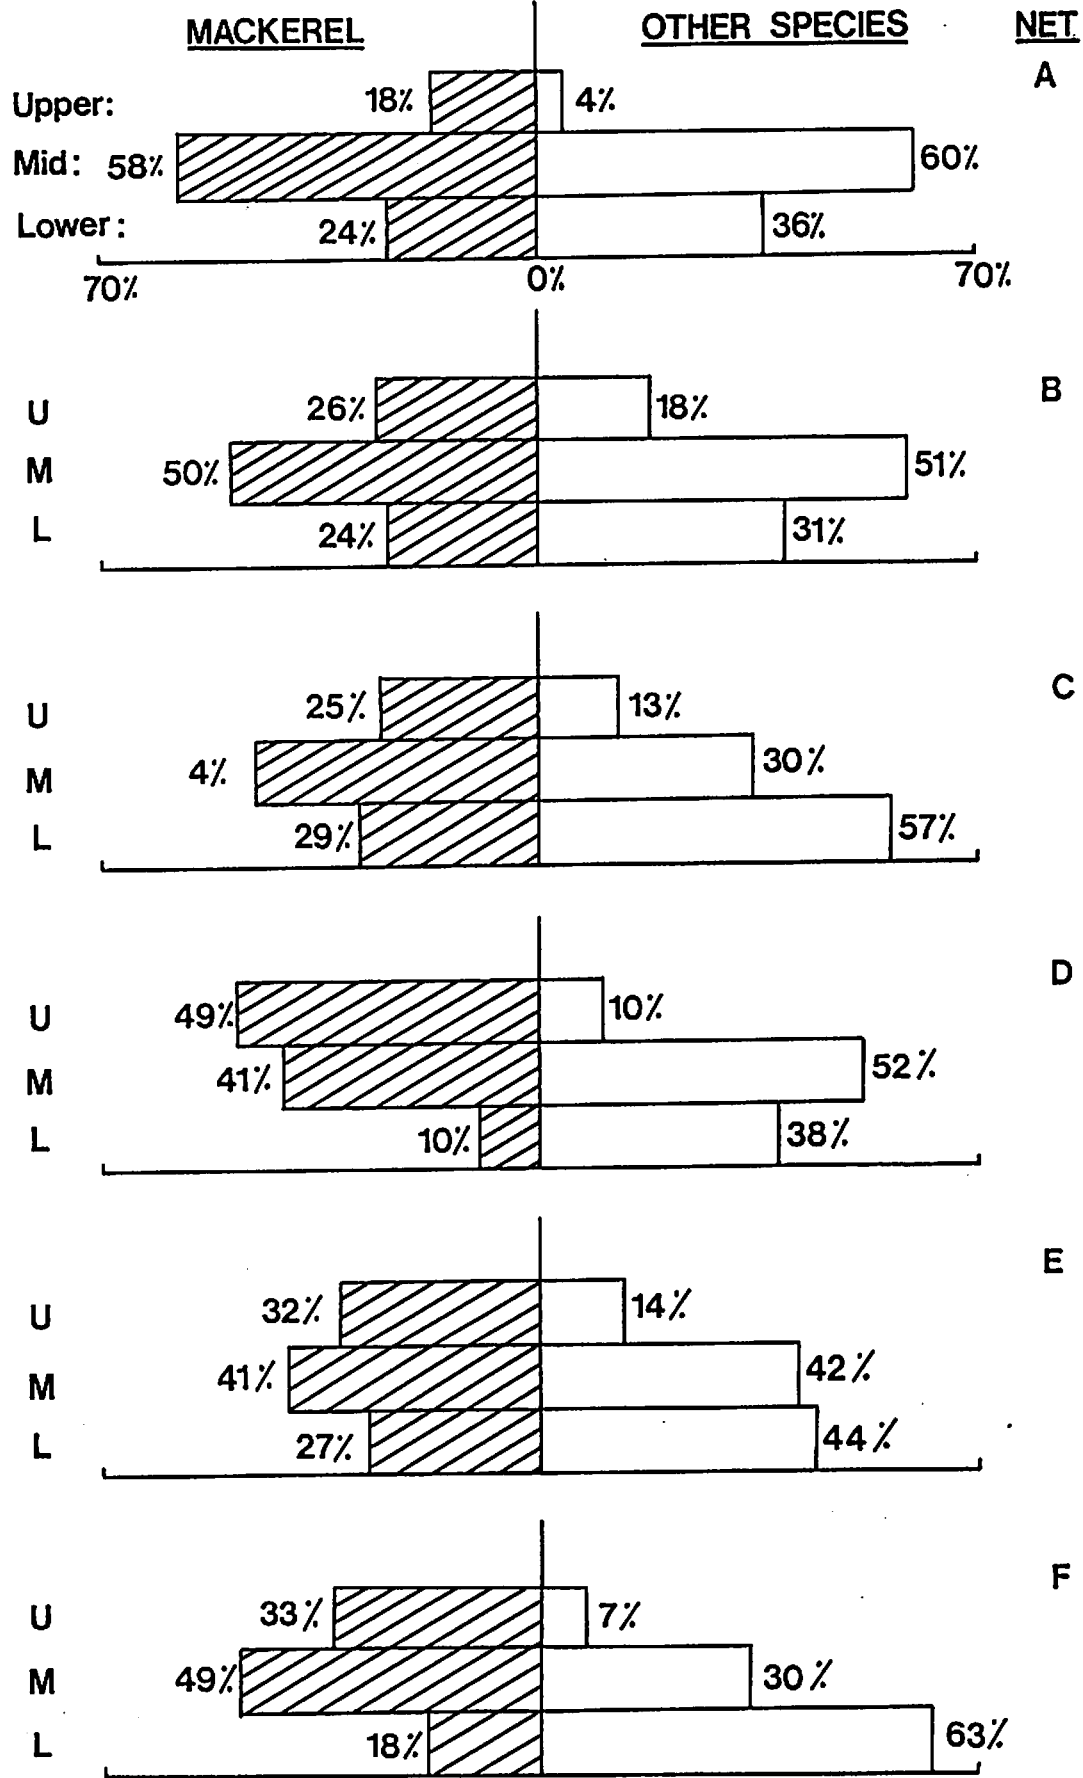 MACKEREL OTHER SPECIES NET
A
Upper: 18% 4%
Mid: 58% 60%
Lower: 24% 36%
70% 0% 70%
B
U 26% 18%
M 50% 51%
L 24% 31%
C
U 25% 13%
M 4% 30%
L 29% 57%
D
U 49% 10%
M 41% 52%
L 10% 38%
E
U 32% 14%
M 41% 42%
L 27% 44%
F
U 33% 7%
M 49% 30%
L 18% 63%